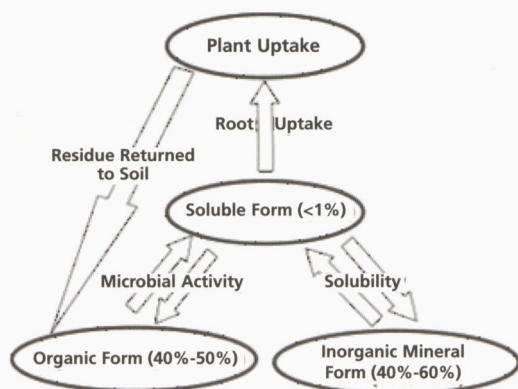 Plant Uptake
Root Uptake
Residue Returned
to Soil
Soluble Form (<1%)
Microbial Activity
Solubility
Organic Form (40%-50%)
Inorganic Mineral
Form (40%-60%)